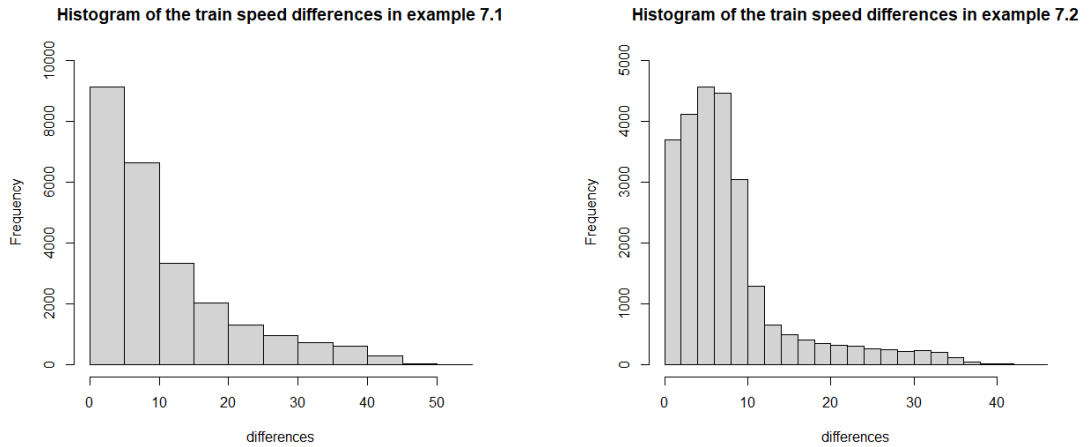 Histogram of the train speed differences in example 7.1
Frequency
0
2000
4000
6000
8000
10000
0 10 20 30 40 50
differences
Histogram of the train speed differences in example 7.2
Frequency
0
1000
2000
3000
4000
5000
0 10 20 30 40
differences